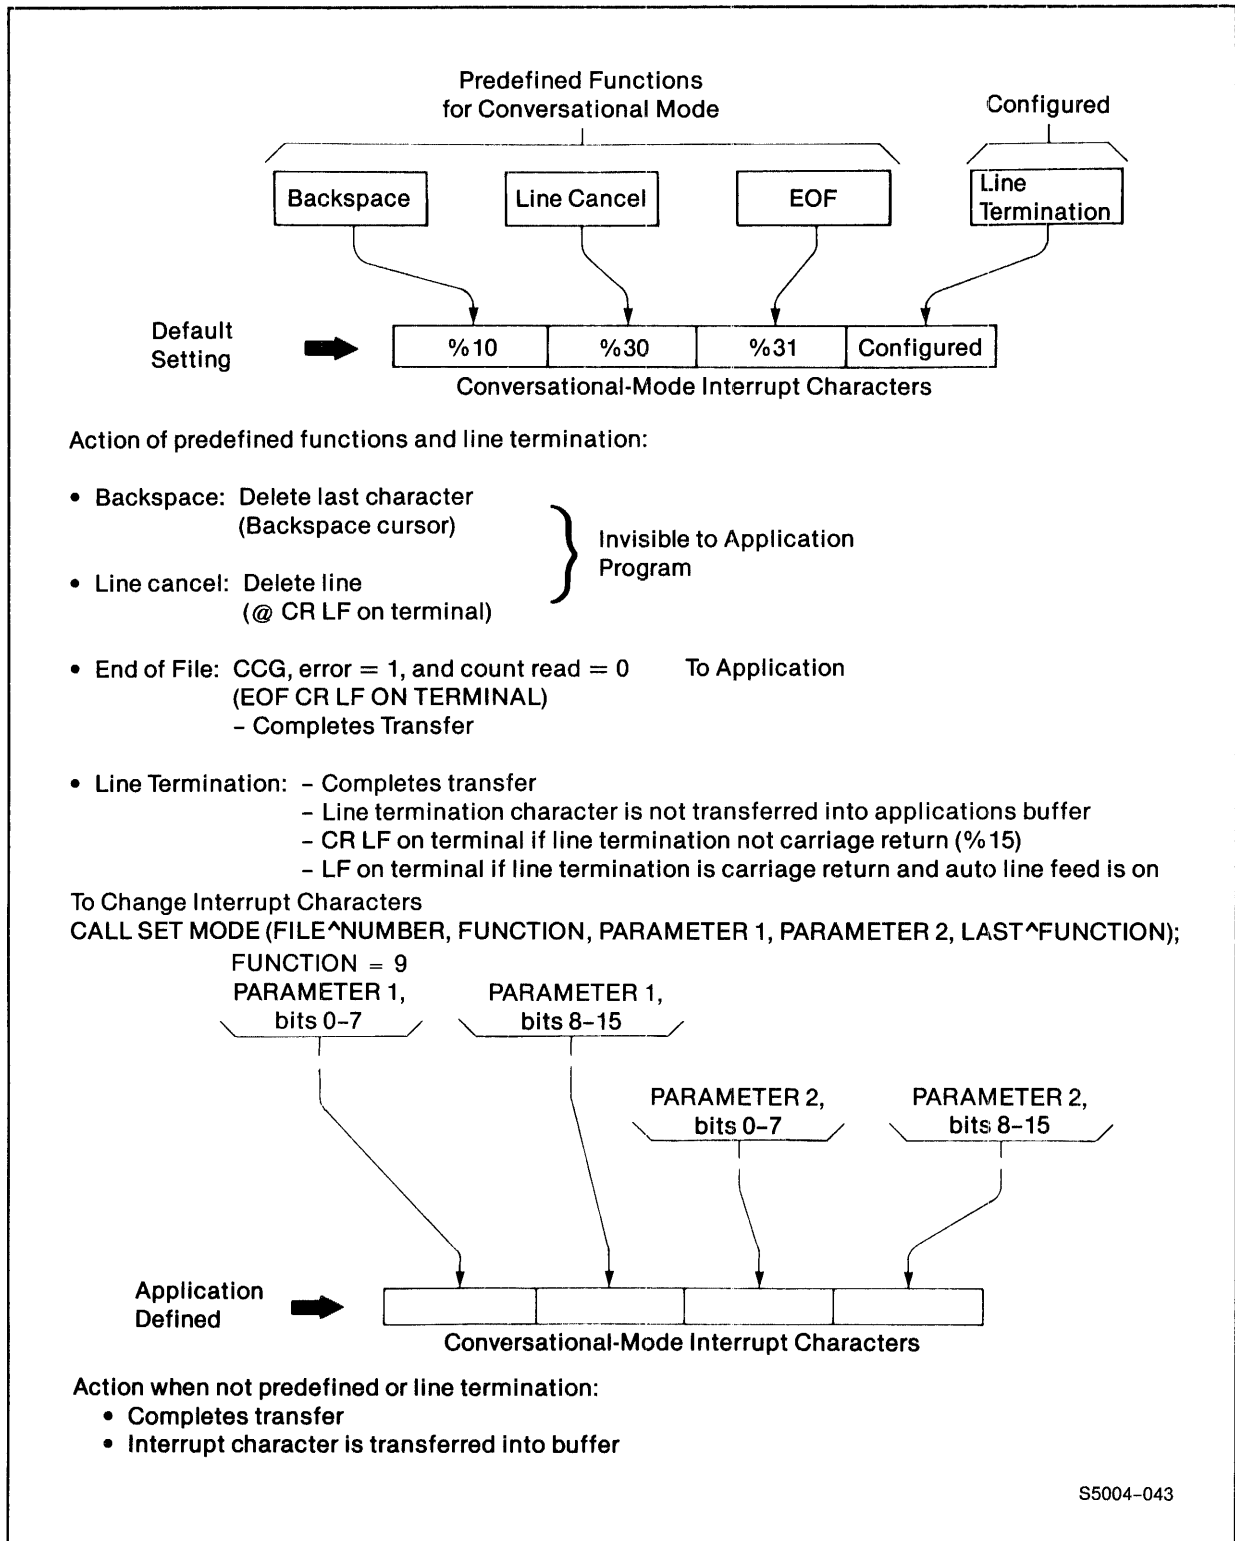 Predefined Functions
for Conversational Mode
Configured
Backspace
Line Cancel
EOF
Line
Termination
Default
Setting
%10
%30
%31
Configured
Conversational-Mode Interrupt Characters
Action of predefined functions and line termination:
• Backspace: Delete last character
(Backspace cursor)
Invisible to Application
Program
• Line cancel: Delete line
(@ CR LF on terminal)
• End of File: CCG, error = 1, and count read = 0 To Application
(EOF CR LF ON TERMINAL)
– Completes Transfer
• Line Termination: – Completes transfer
– Line termination character is not transferred into applications buffer
– CR LF on terminal if line termination not carriage return (%15)
– LF on terminal if line termination is carriage return and auto line feed is on
To Change Interrupt Characters
CALL SET MODE (FILE^NUMBER, FUNCTION, PARAMETER 1, PARAMETER 2, LAST^FUNCTION);
FUNCTION = 9
PARAMETER 1,
bits 0–7
PARAMETER 1,
bits 8–15
PARAMETER 2,
bits 0–7
PARAMETER 2,
bits 8–15
Application
Defined
Conversational-Mode Interrupt Characters
Action when not predefined or line termination:
• Completes transfer
• Interrupt character is transferred into buffer
S5004-043